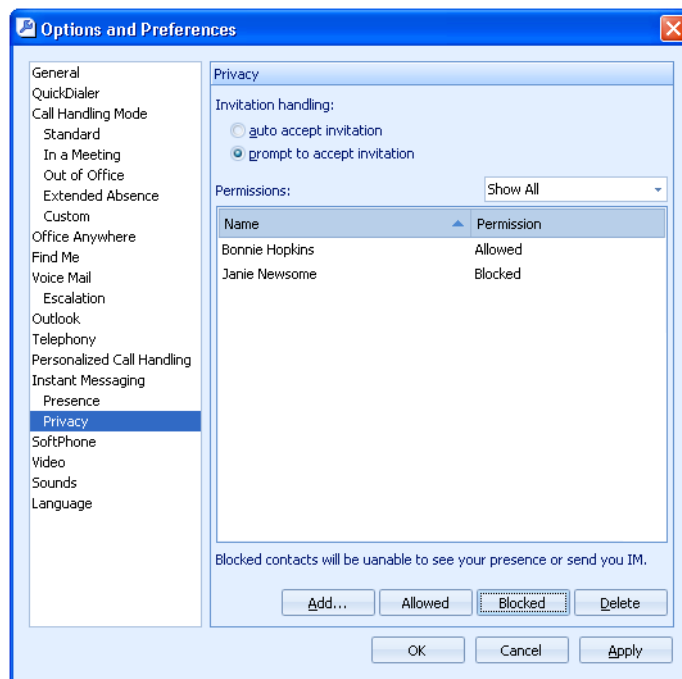 Options and Preferences
General
QuickDialer
Call Handling Mode
Standard
In a Meeting
Out of Office
Extended Absence
Custom
Office Anywhere
Find Me
Voice Mail
Escalation
Outlook
Telephony
Personalized Call Handling
Instant Messaging
Presence
Privacy
SoftPhone
Video
Sounds
Language
Privacy
Invitation handling:
auto accept invitation
prompt to accept invitation
Permissions: Show All
Name Permission
Bonnie Hopkins Allowed
Janie Newsome Blocked
Blocked contacts will be uanable to see your presence or send you IM.
Add... Allowed Blocked Delete
OK Cancel Apply